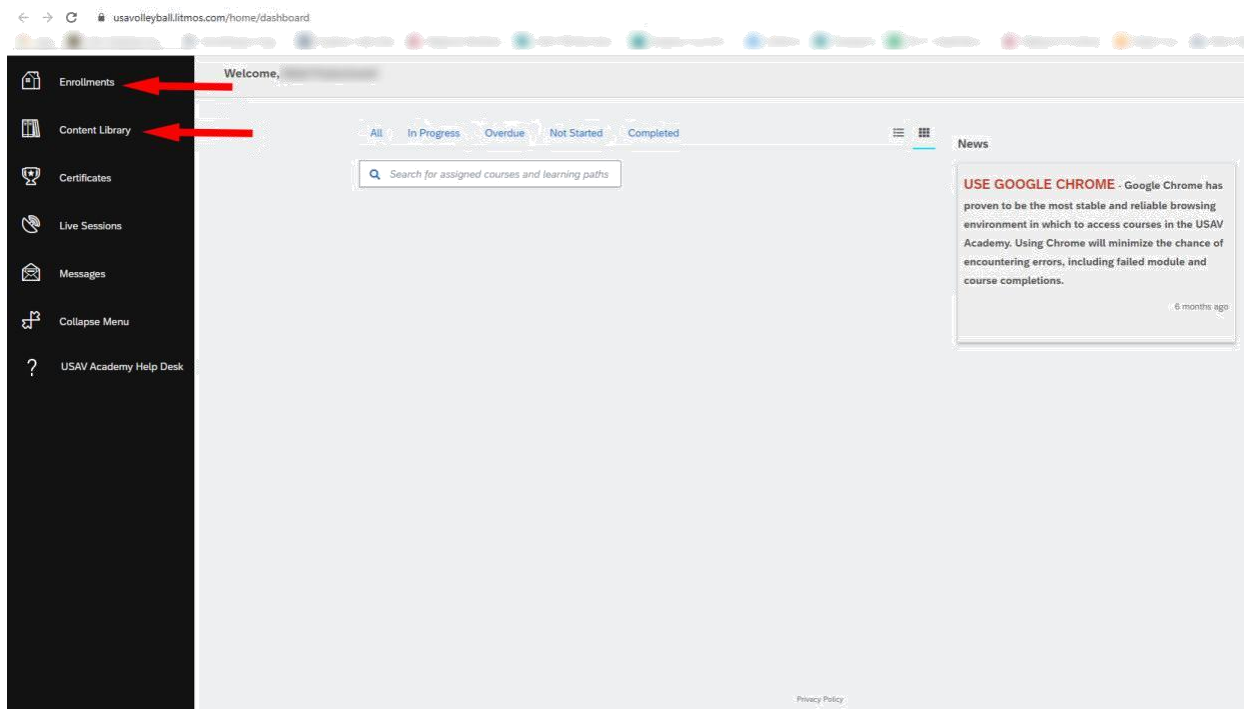 usavolleyball.litmos.com/home/dashboard
Enrollments
Content Library
Certificates
Live Sessions
Messages
Collapse Menu
? USAV Academy Help Desk
Welcome,
All In Progress Overdue Not Started Completed
Search for assigned courses and learning paths
News
USE GOOGLE CHROME - Google Chrome has
proven to be the most stable and reliable browsing
environment in which to access courses in the USAV
Academy. Using Chrome will minimize the chance of
encountering errors, including failed module and
course completions.
6 months ago
Privacy Policy